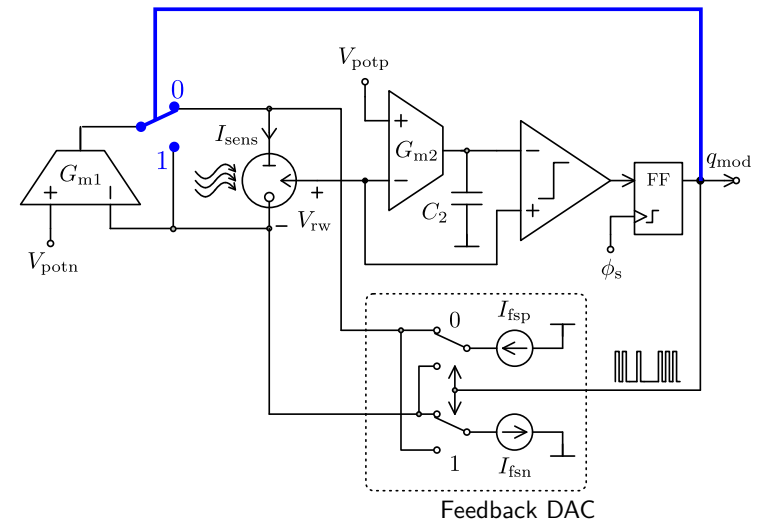 0
V_potp
I_sens
1
G_m1
+
−
G_m2
FF
q_mod
+
−
−
+
V_rw
−
C_2
+
V_potn
ϕ_s
0
I_fsp
1
I_fsn
Feedback DAC